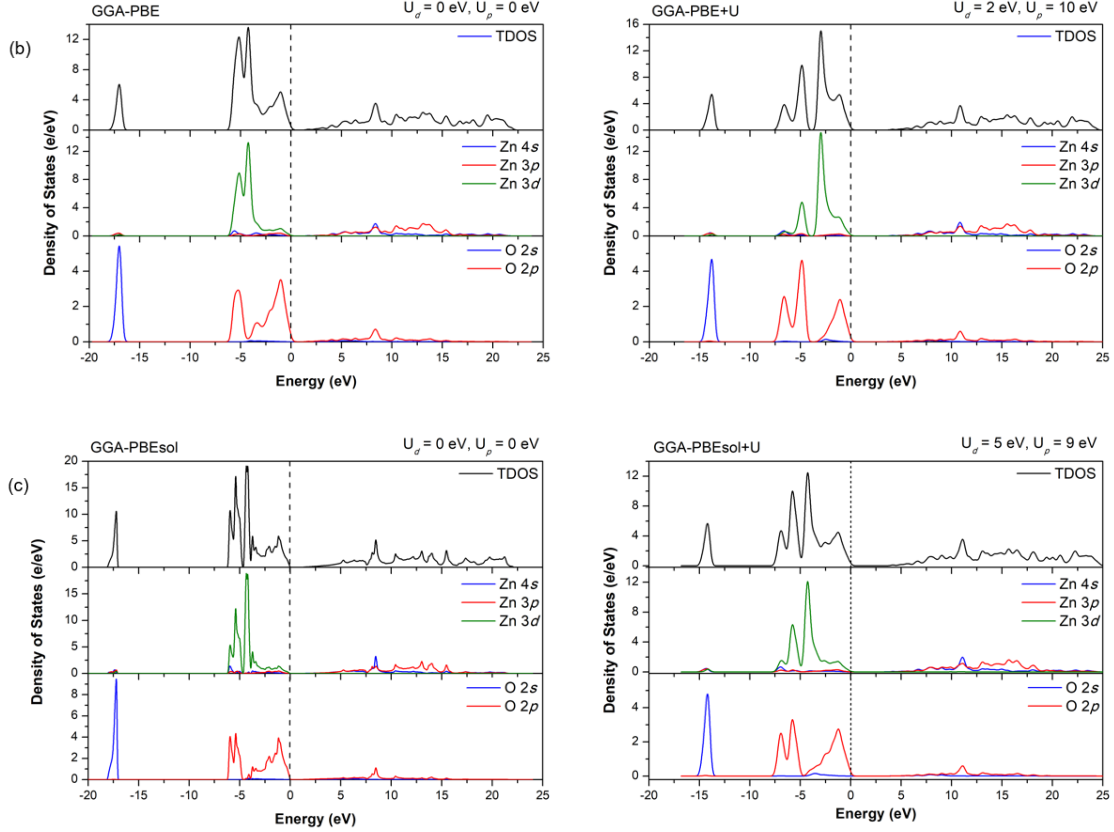 (b)
GGA-PBE
U_d = 0 eV, U_p = 0 eV
TDOS
12
8
4
0
Zn 4s
Zn 3p
Zn 3d
12
8
4
0
O 2s
O 2p
4
2
0
Density of States (e/eV)
-20 -15 -10 -5 0 5 10 15 20 25
Energy (eV)
GGA-PBE+U
U_d = 2 eV, U_p = 10 eV
TDOS
16
12
8
4
0
Zn 4s
Zn 3p
Zn 3d
12
8
4
0
O 2s
O 2p
4
2
0
Density of States (e/eV)
-20 -15 -10 -5 0 5 10 15 20 25
Energy (eV)
(c)
GGA-PBEsol
U_d = 0 eV, U_p = 0 eV
TDOS
20
15
10
5
0
Zn 4s
Zn 3p
Zn 3d
15
10
5
0
O 2s
O 2p
8
6
4
2
0
Density of States (e/eV)
-20 -15 -10 -5 0 5 10 15 20 25
Energy (eV)
GGA-PBEsol+U
U_d = 5 eV, U_p = 9 eV
TDOS
12
9
6
3
0
Zn 4s
Zn 3p
Zn 3d
12
8
4
0
O 2s
O 2p
4
2
0
Density of States (e/eV)
-20 -15 -10 -5 0 5 10 15 20 25
Energy (eV)